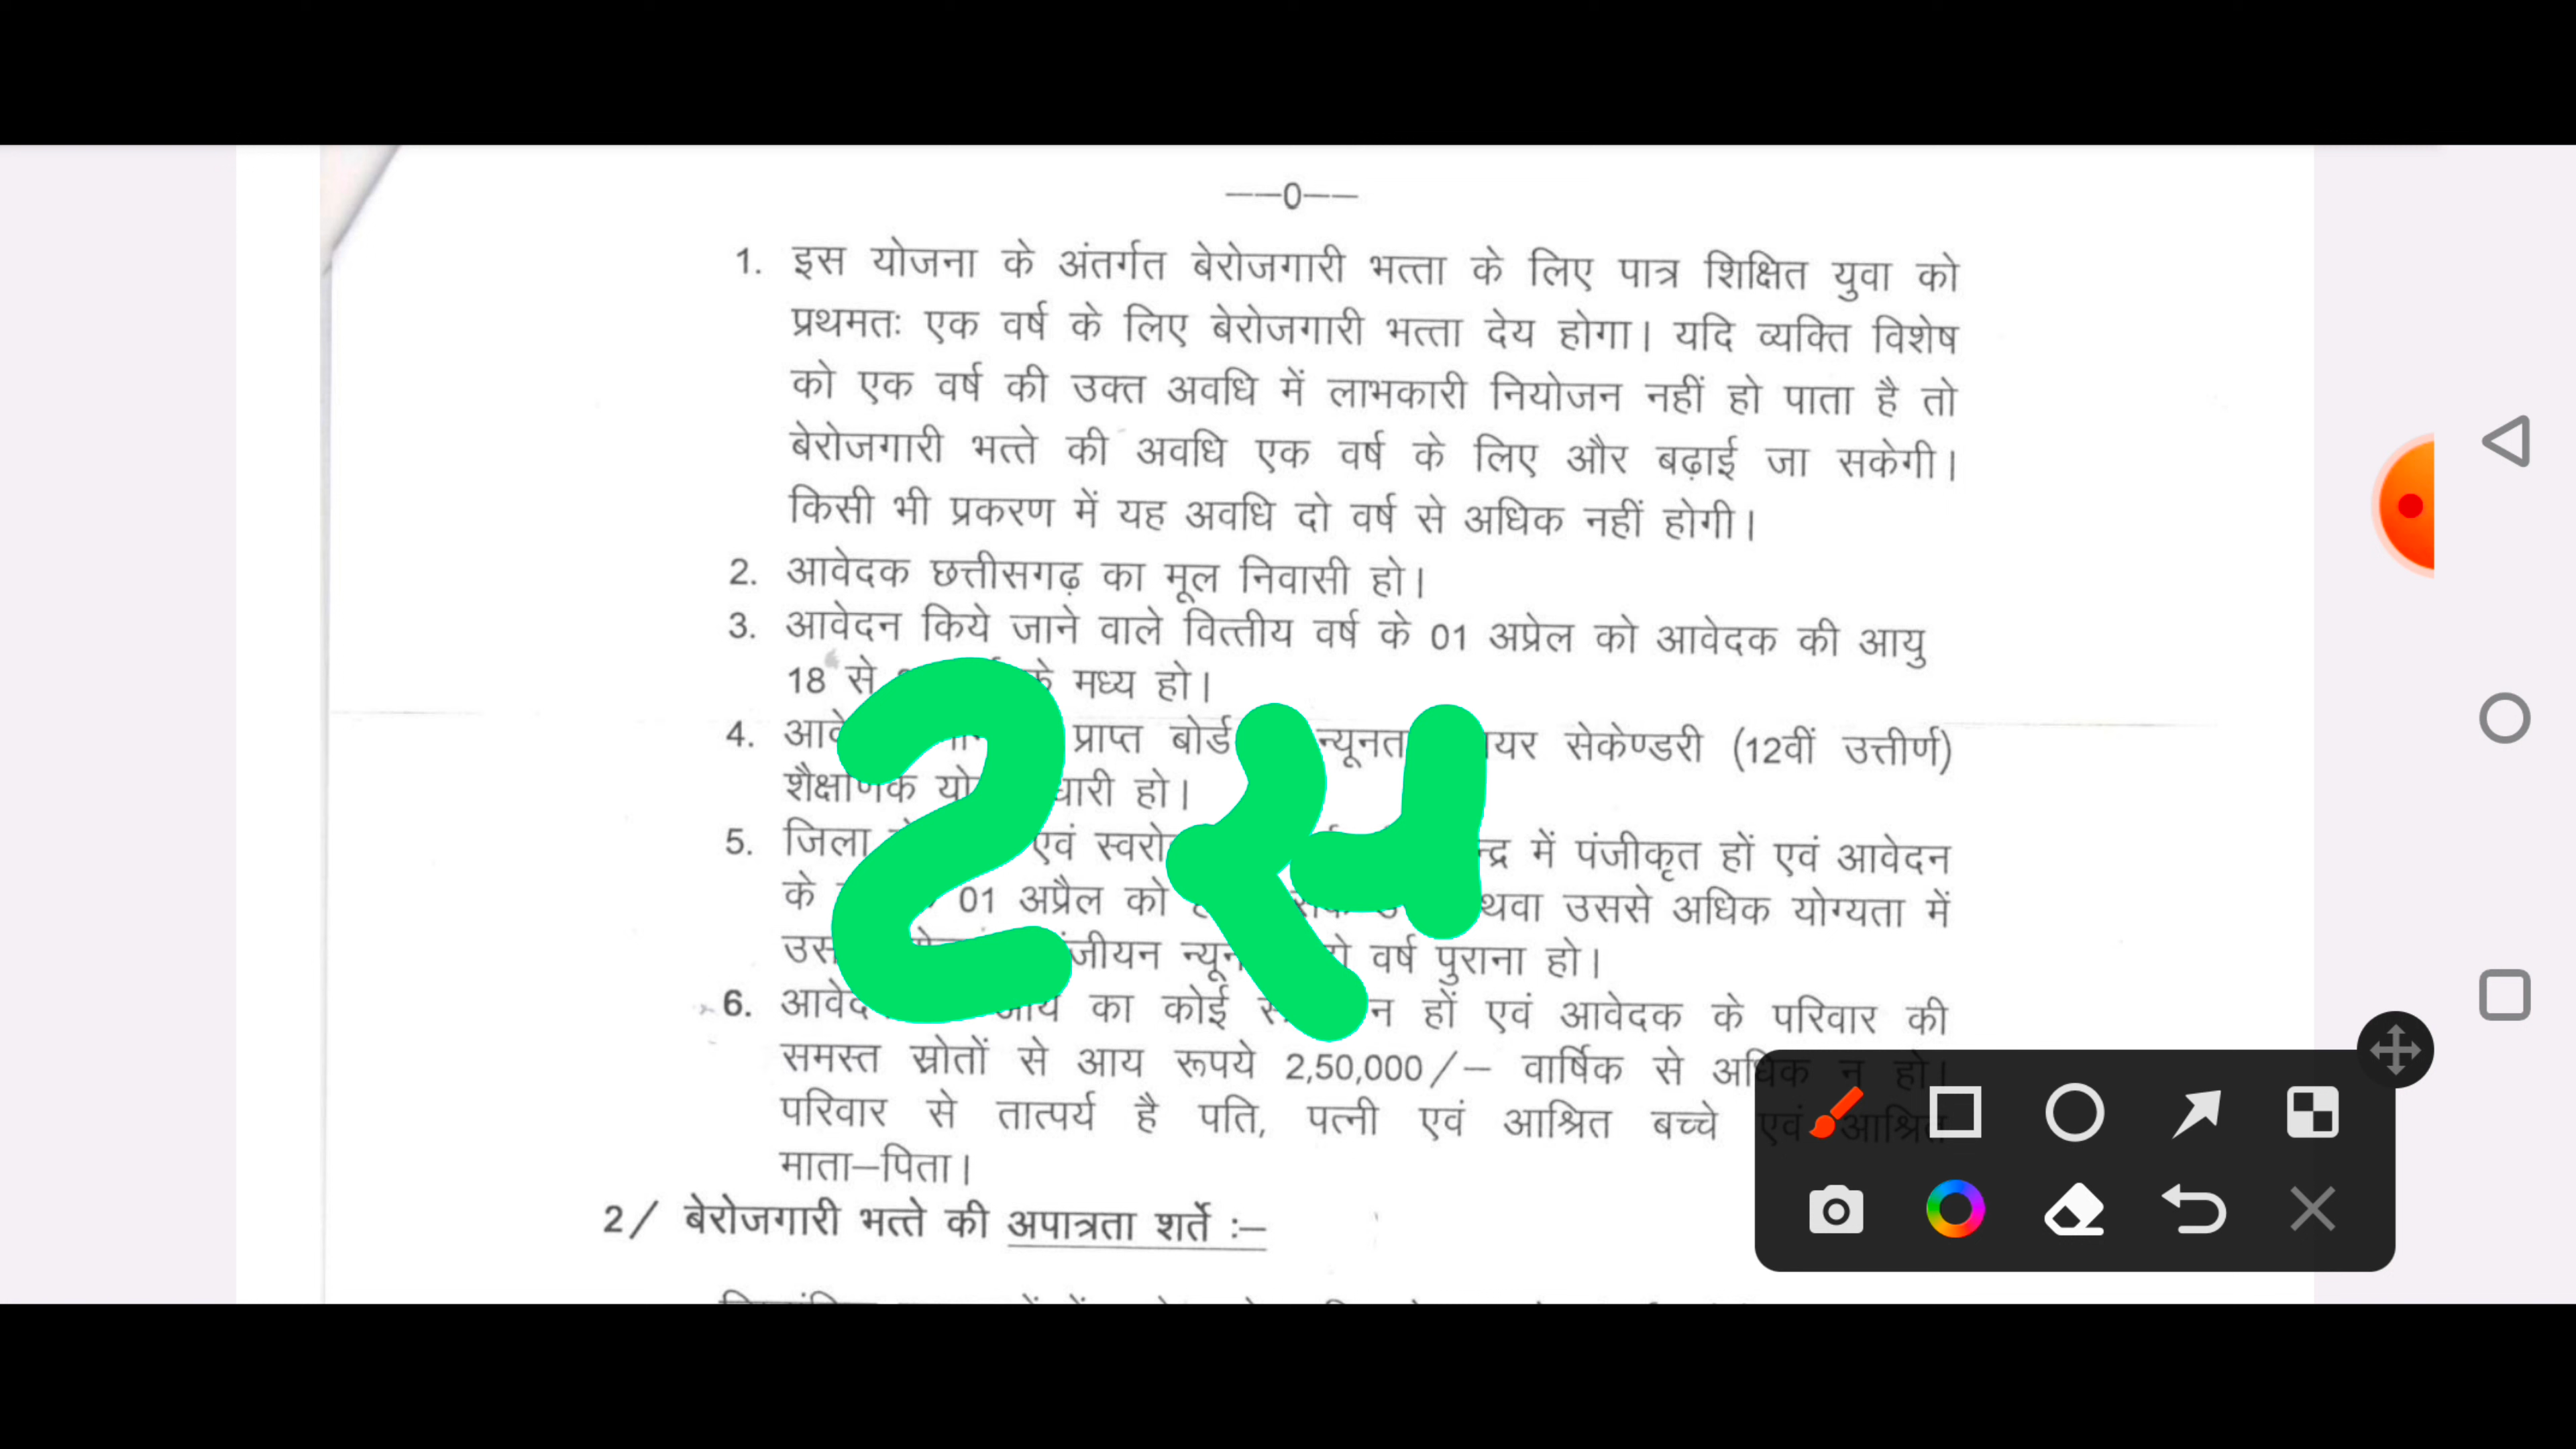 ——0——
1. इस योजना के अंतर्गत बेरोजगारी भत्ता के लिए पात्र शिक्षित युवा को
प्रथमतः एक वर्ष के लिए बेरोजगारी भत्ता देय होगा। यदि व्यक्ति विशेष
को एक वर्ष की उक्त अवधि में लाभकारी नियोजन नहीं हो पाता है तो
बेरोजगारी भत्ते की अवधि एक वर्ष के लिए और बढ़ाई जा सकेगी।
किसी भी प्रकरण में यह अवधि दो वर्ष से अधिक नहीं होगी।
2. आवेदक छत्तीसगढ़ का मूल निवासी हो।
3. आवेदन किये जाने वाले वित्तीय वर्ष के 01 अप्रेल को आवेदक की आयु
18 से के मध्य हो।
4. प्राप्त बोर्ड सेकेण्डरी (12वीं उत्तीर्ण)
शैक्षणिक हो।
5. जिला एवं में पंजीकृत हों एवं आवेदन
के 01 अप्रैल को उससे अधिक योग्यता में
वर्ष पुराना हो।
6. का कोई न हों एवं आवेदक के परिवार की
समस्त स्रोतों से आय रूपये 2,50,000/– वार्षिक से अधिक न हो।
परिवार से तात्पर्य है पति, पत्नी एवं आश्रित बच्चे एवं आश्रित
माता–पिता।
2/ बेरोजगारी भत्ते की अपात्रता शर्ते :–